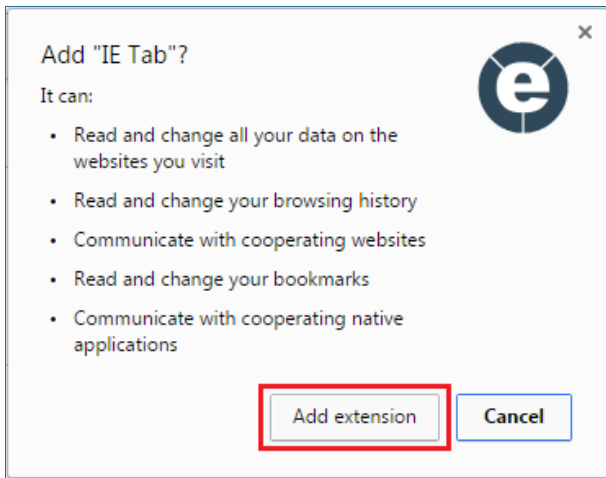 Add "IE Tab"?
It can:
• Read and change all your data on the
websites you visit
• Read and change your browsing history
• Communicate with cooperating websites
• Read and change your bookmarks
• Communicate with cooperating native
applications
Add extension
Cancel